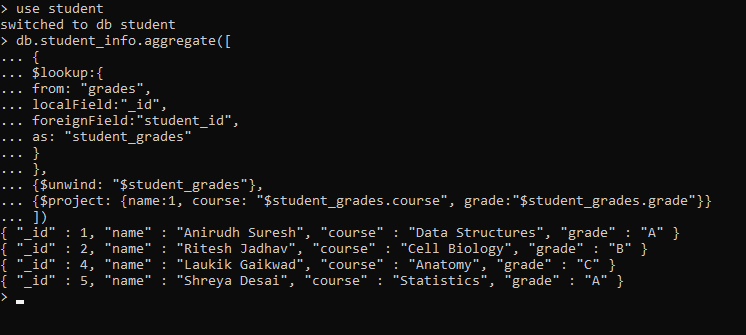 > use student
switched to db student
> db.student_info.aggregate([
... {
... $lookup:{
... from: "grades",
... localField:"_id",
... foreignField:"student_id",
... as: "student_grades"
... }
... },
... {$unwind: "$student_grades"},
... {$project: {name:1, course: "$student_grades.course", grade:"$student_grades.grade"}}
... ])
{ "_id" : 1, "name" : "Anirudh Suresh", "course" : "Data Structures", "grade" : "A" }
{ "_id" : 2, "name" : "Ritesh Jadhav", "course" : "Cell Biology", "grade" : "B" }
{ "_id" : 4, "name" : "Laukik Gaikwad", "course" : "Anatomy", "grade" : "C" }
{ "_id" : 5, "name" : "Shreya Desai", "course" : "Statistics", "grade" : "A" }
> _